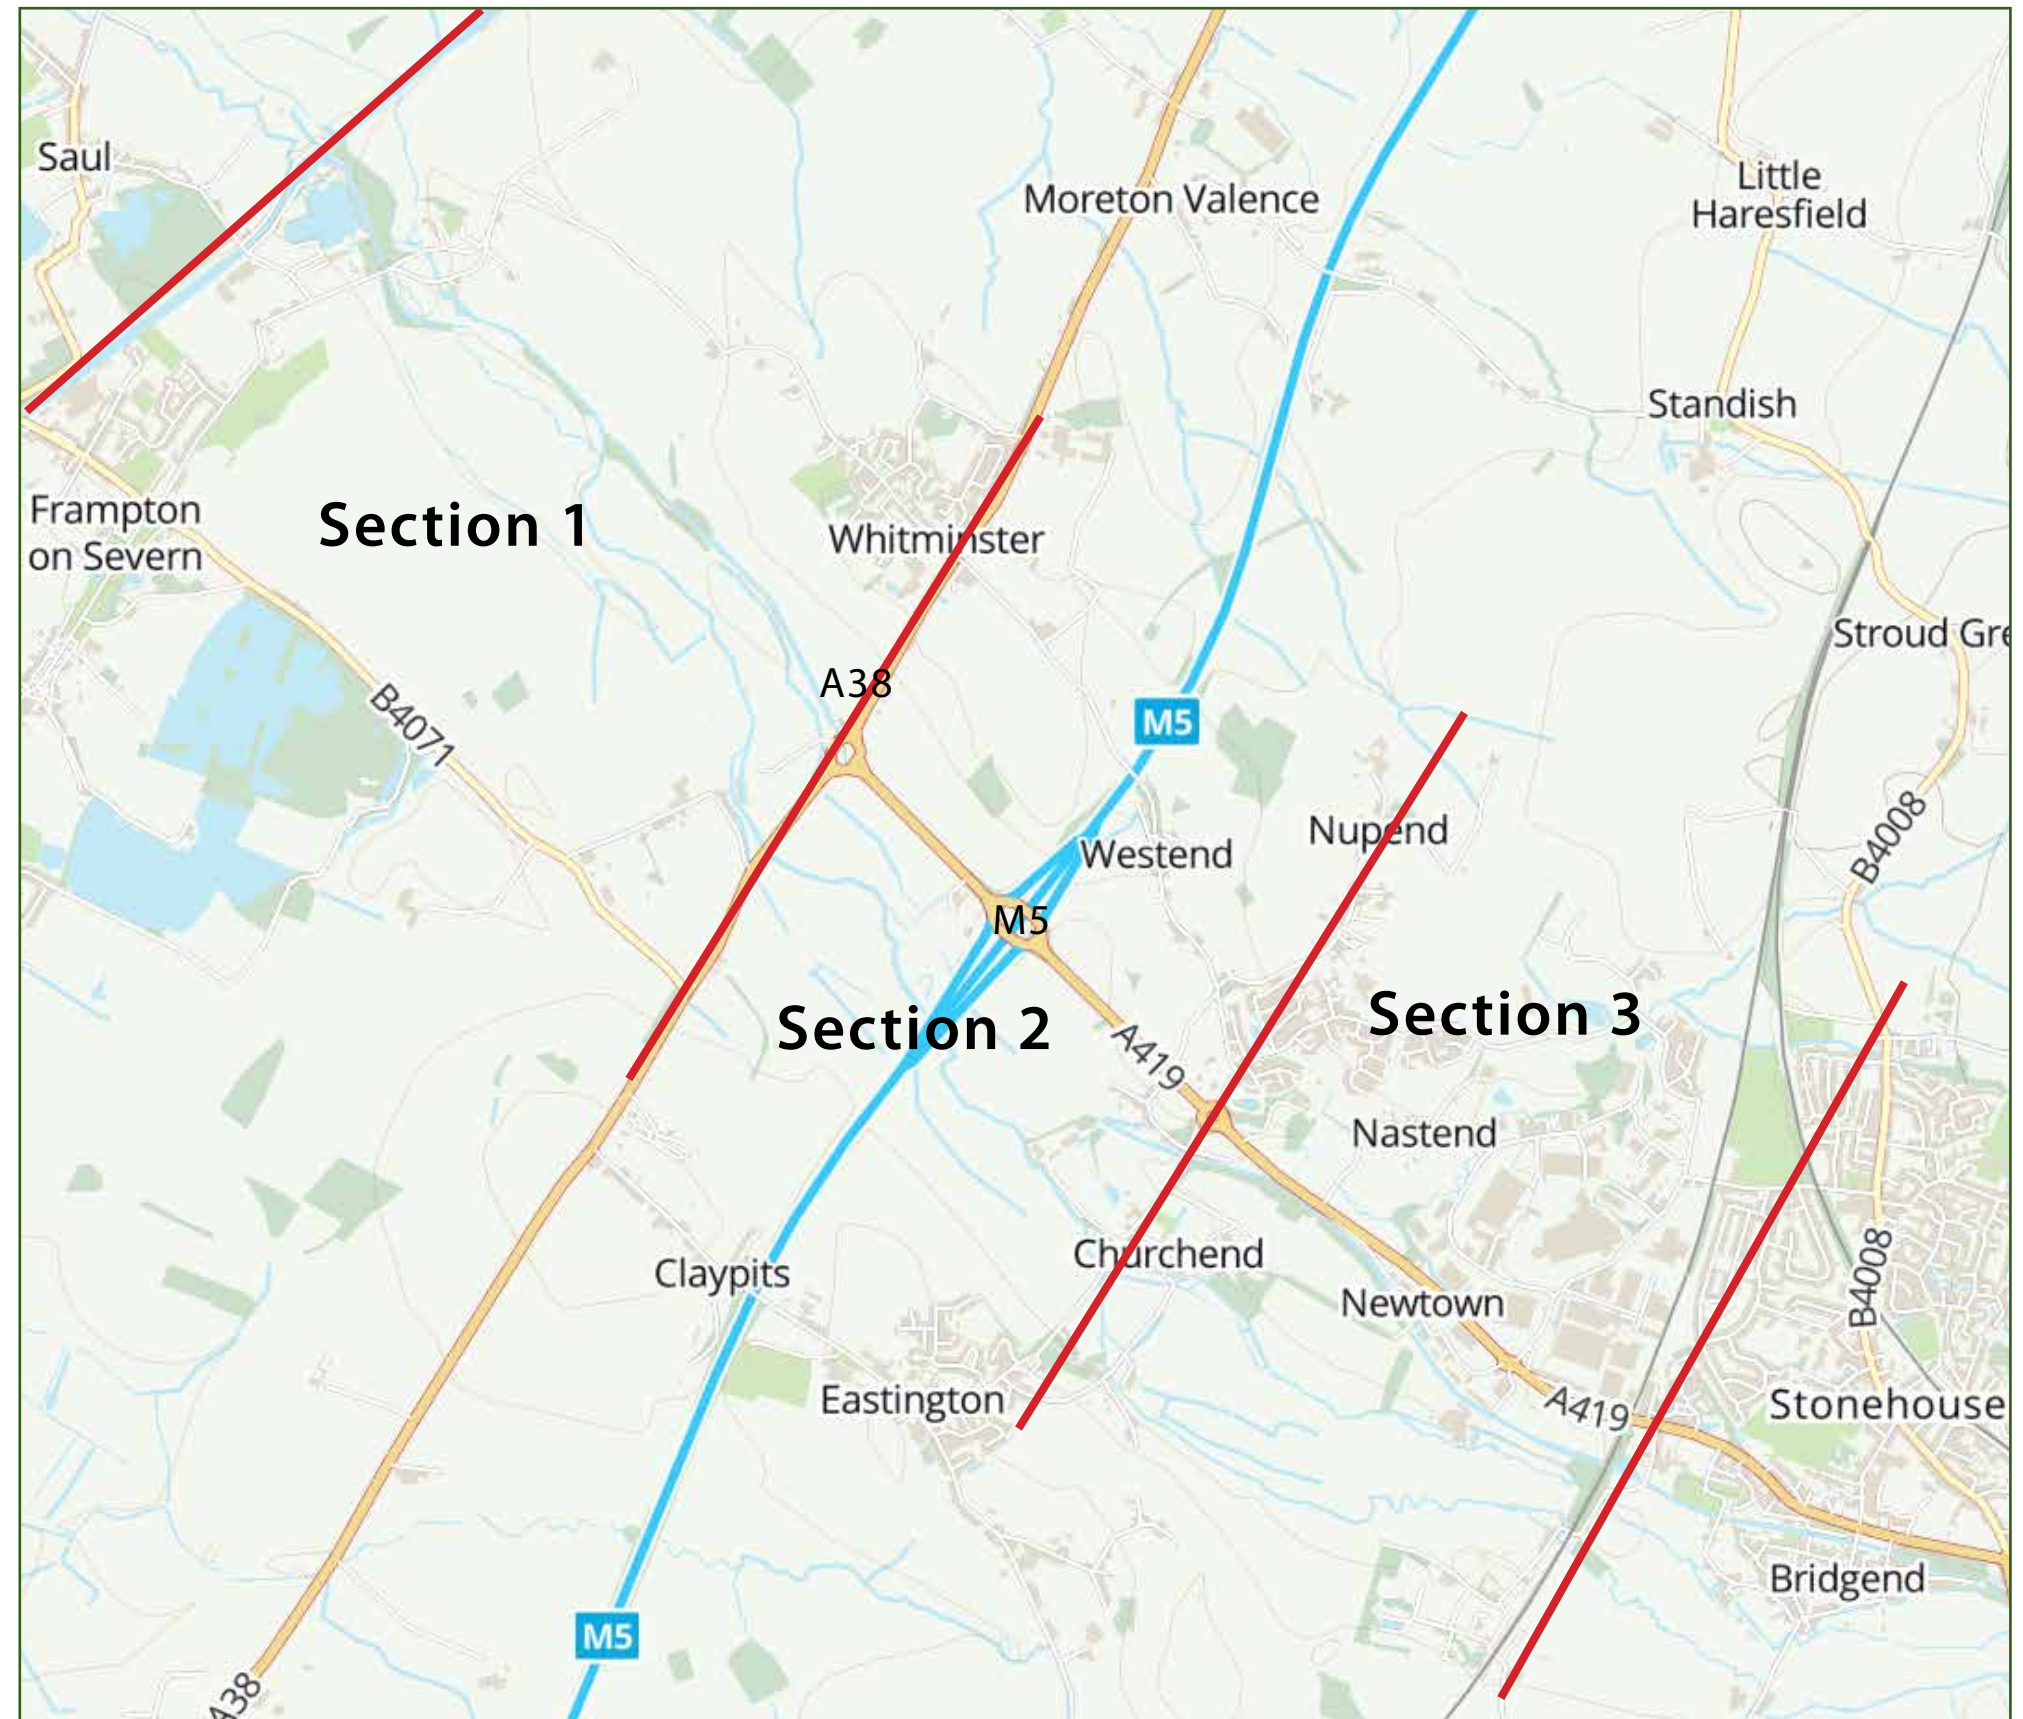 Saul
Moreton Valence
Little
Haresfield
Standish
Frampton
on Severn
Section 1
Whitminster
Stroud Gre
A38
B4071
M5
Nupend
Westend
B4008
M5
Section 2
Section 3
A419
Nastend
Churchend
Claypits
Newtown
B4008
Eastington
A419
Stonehouse
Bridgend
M5
A38